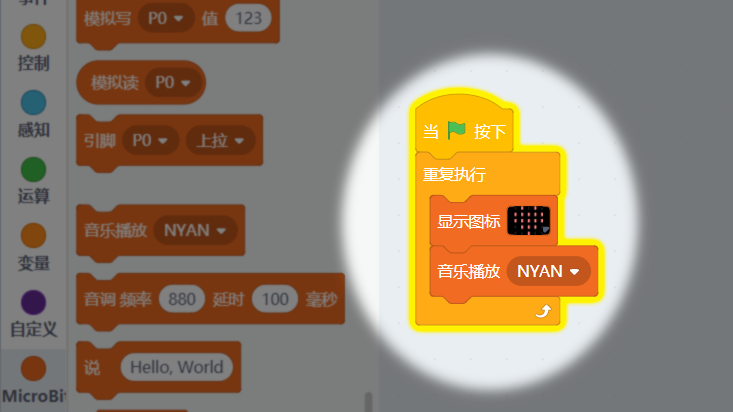 事件
控制
感知
运算
变量
自定义
MicroBit
模拟写 P0 值 123
模拟读 P0
引脚 P0 上拉
音乐播放 NYAN
音调 频率 880 延时 100 毫秒
说 Hello, World
当 按下
重复执行
显示图标
音乐播放 NYAN